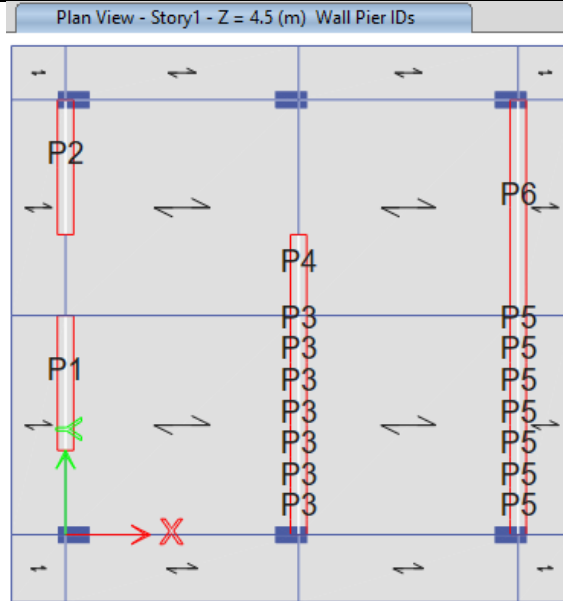 Plan View - Story1 - Z = 4.5 (m) Wall Pier IDs
P2
P6
P4
P3
P5
P3
P5
P1
P3
P5
P3
P5
Y
P3
P5
P3
P5
P3
P5
X